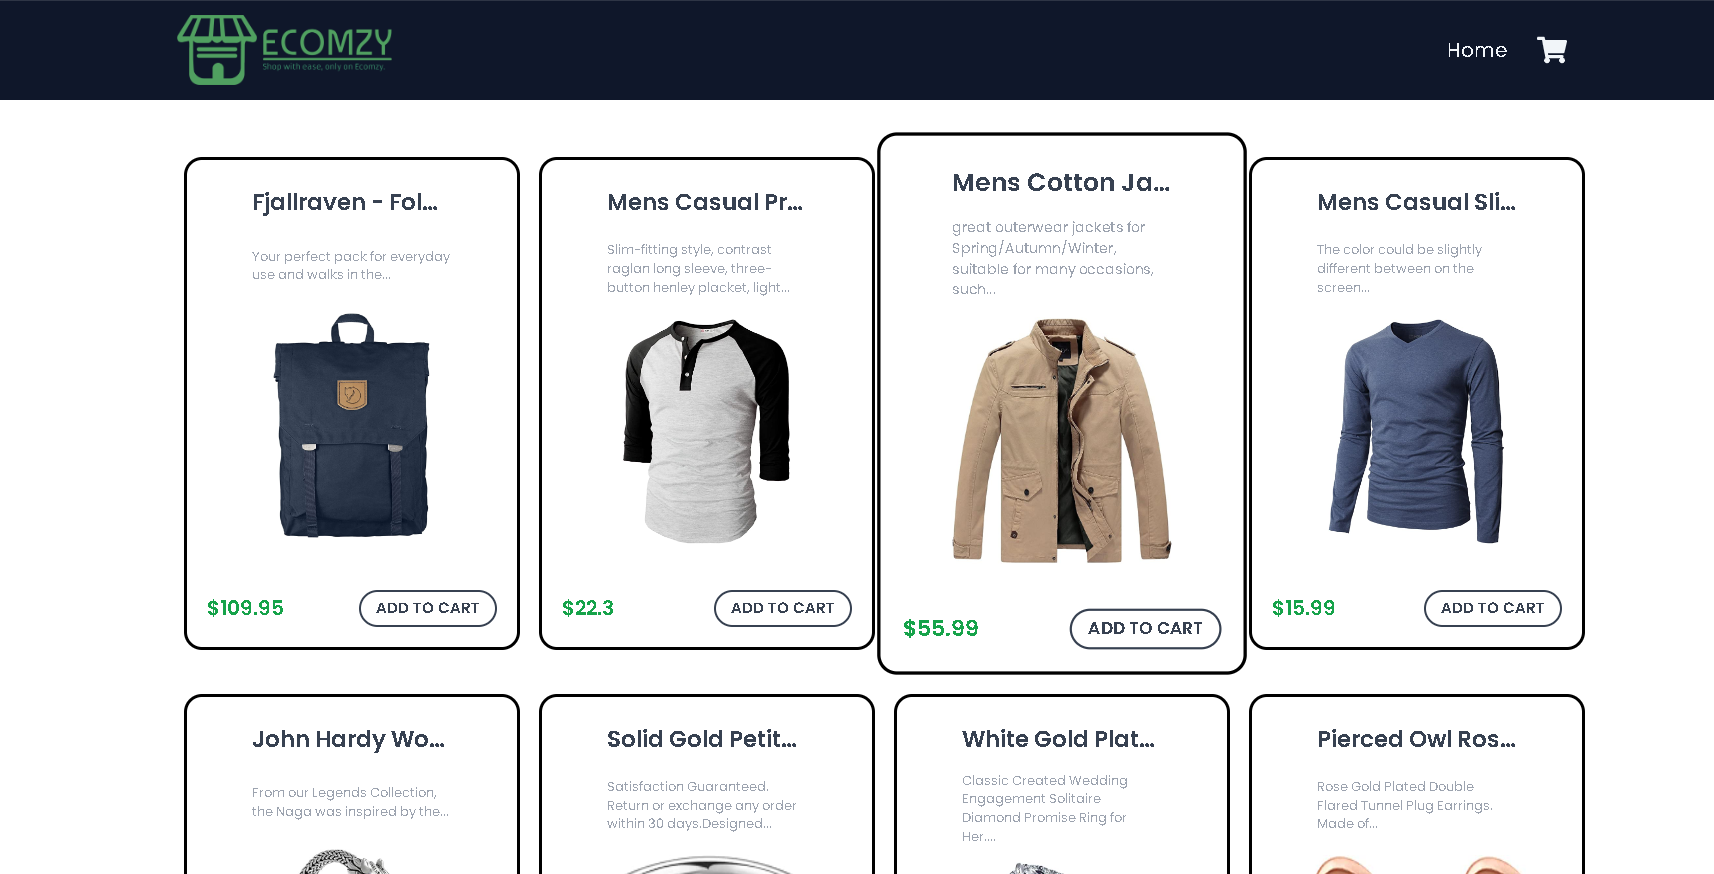 ECOMZY
Shop with ease, only on Ecomzy.
Home
Fjallraven - Fol...
Your perfect pack for everyday
use and walks in the...
$109.95
ADD TO CART
Mens Casual Pr...
Slim-fitting style, contrast
raglan long sleeve, three-
button henley placket, light...
$22.3
ADD TO CART
Mens Cotton Ja...
great outerwear jackets for
Spring/Autumn/Winter,
suitable for many occasions,
such...
$55.99
ADD TO CART
Mens Casual Sli...
The color could be slightly
different between on the
screen...
$15.99
ADD TO CART
John Hardy Wo...
From our Legends Collection,
the Naga was inspired by the...
Solid Gold Petit...
Satisfaction Guaranteed.
Return or exchange any order
within 30 days.Designed...
White Gold Plat...
Classic Created Wedding
Engagement Solitaire
Diamond Promise Ring for
Her....
Pierced Owl Ros...
Rose Gold Plated Double
Flared Tunnel Plug Earrings.
Made of...